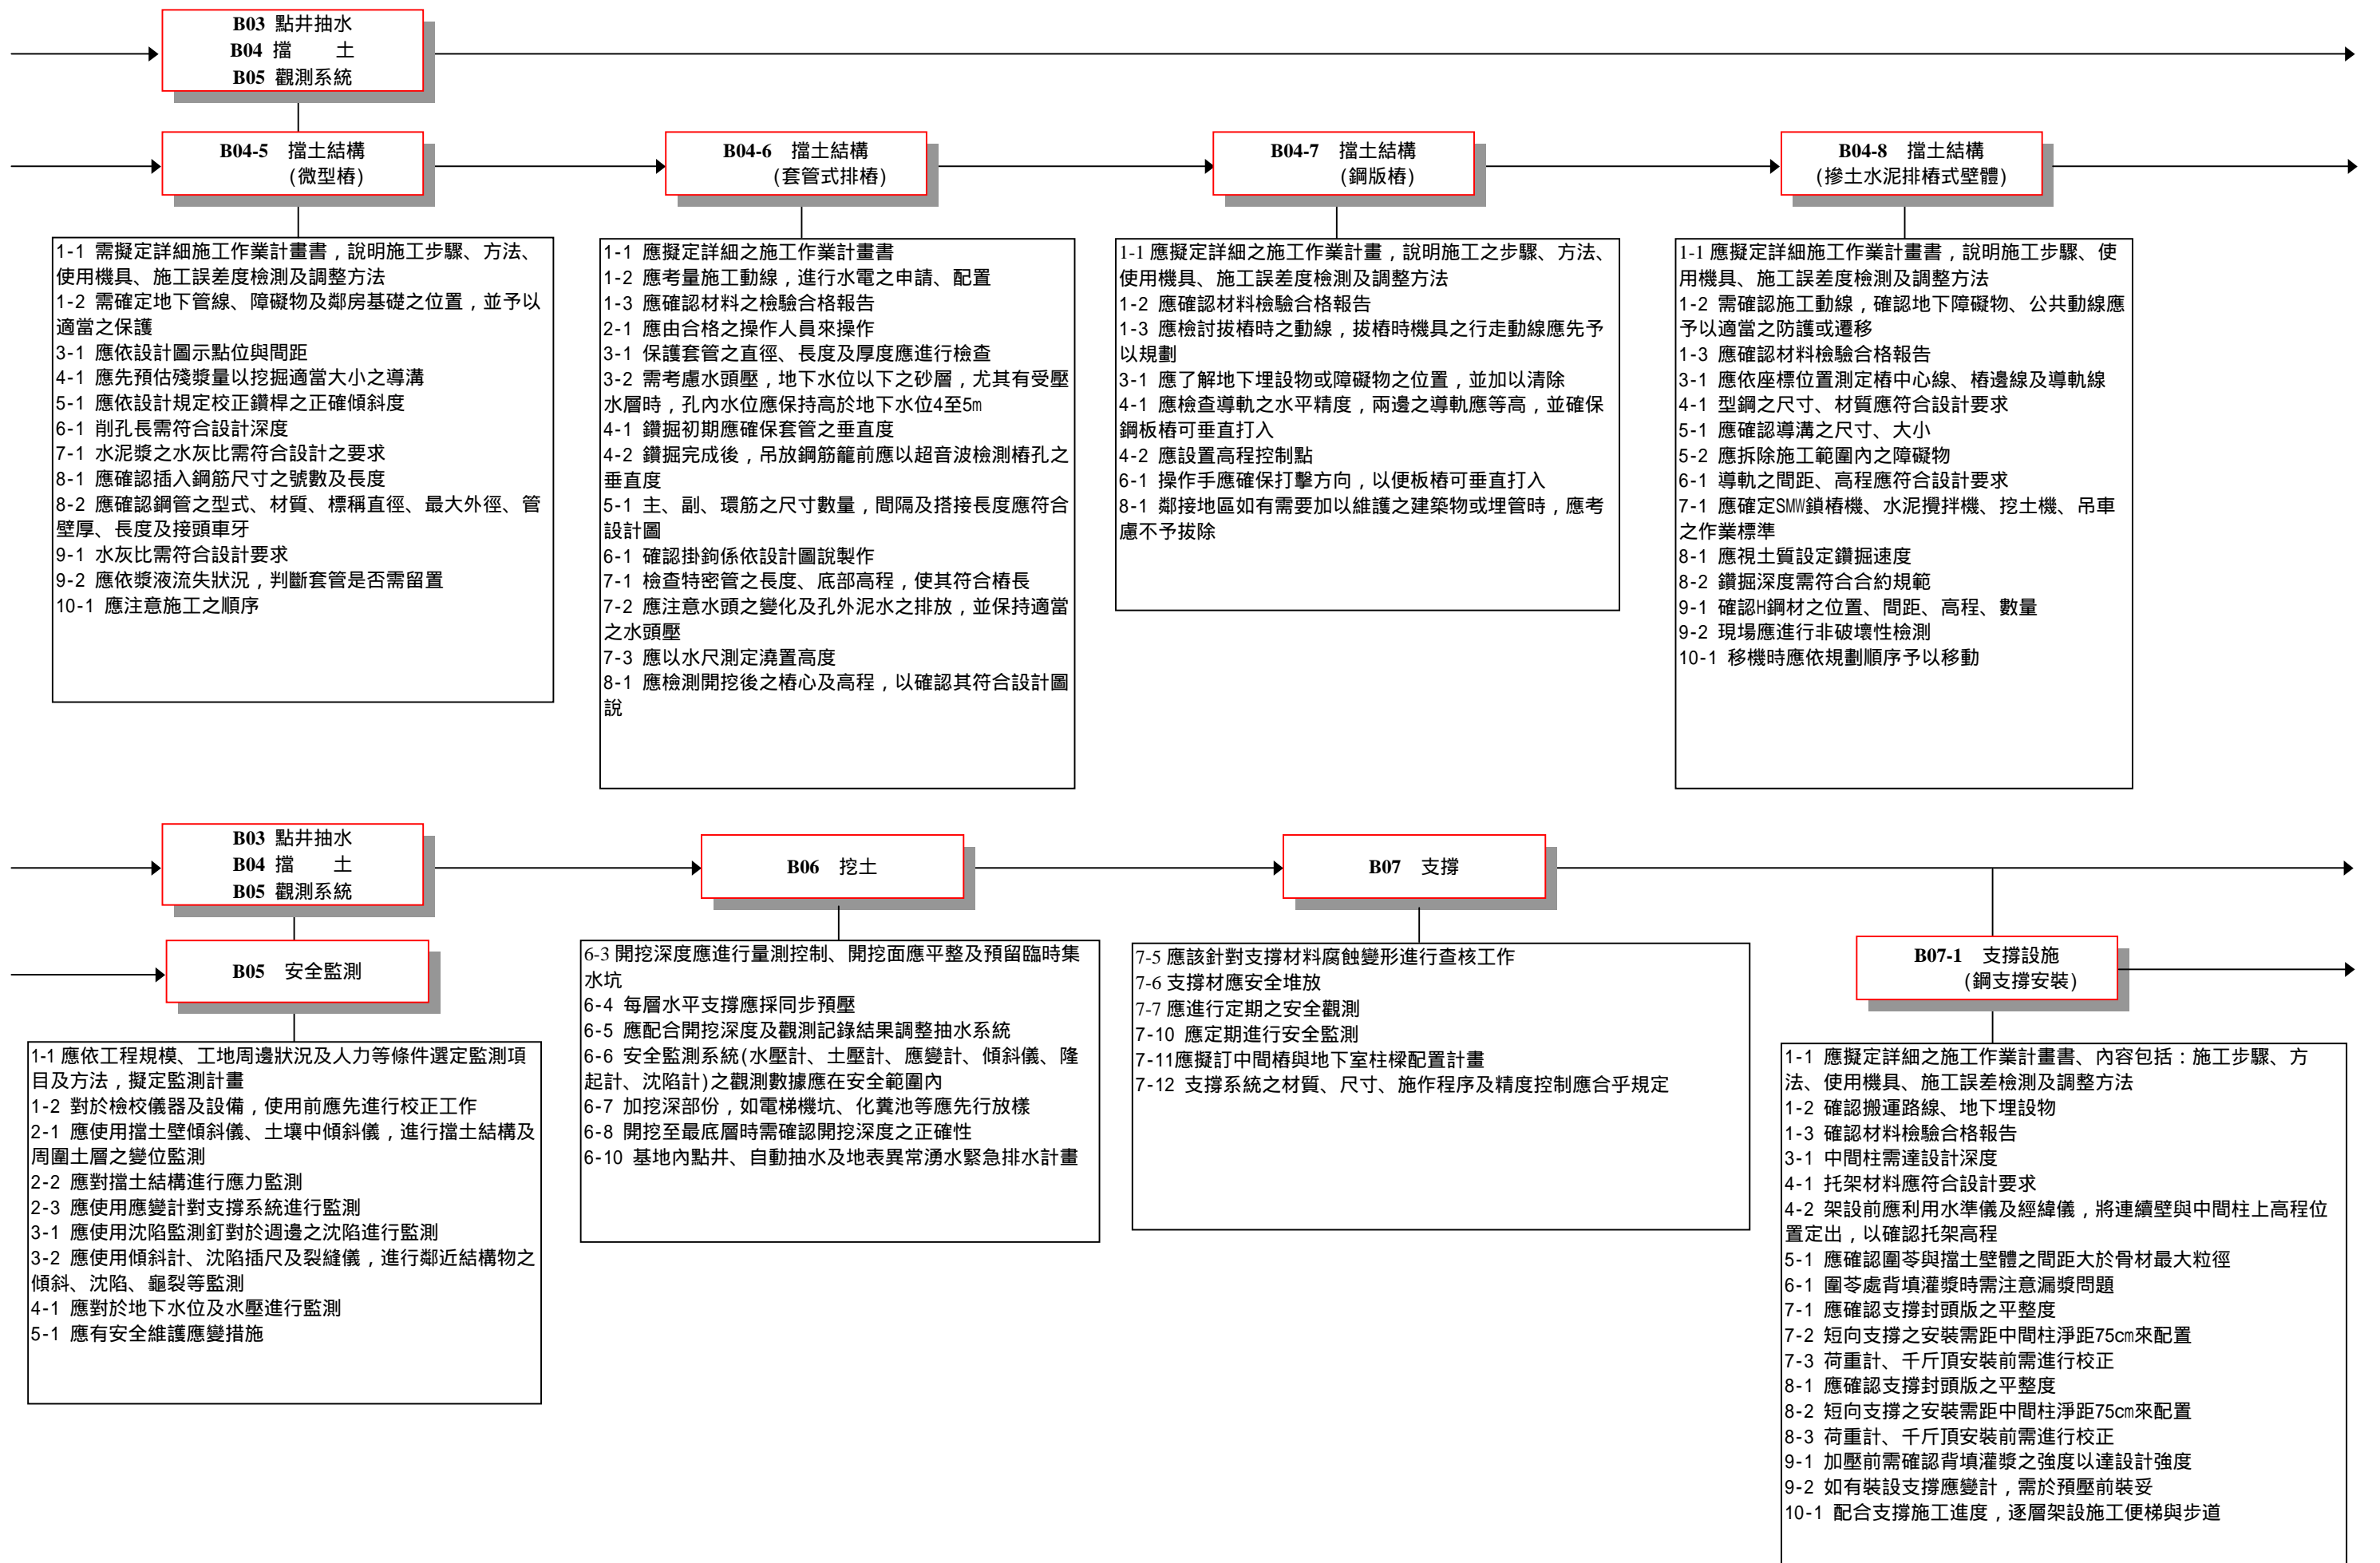 B03 點井抽水
B04 擋　　土
B05 觀測系統
B04-5　擋土結構
(微型樁)
B04-6　擋土結構
(套管式排樁)
B04-7　擋土結構
(鋼版樁)
B04-8　擋土結構
(摻土水泥排樁式壁體)
1-1 需擬定詳細施工作業計畫書，說明施工步驟、方法、
使用機具、施工誤差度檢測及調整方法
1-2 需確定地下管線、障礙物及鄰房基礎之位置，並予以
適當之保護
3-1 應依設計圖示點位與間距
4-1 應先預估殘漿量以挖掘適當大小之導溝
5-1 應依設計規定校正鑽桿之正確傾斜度
6-1 削孔長需符合設計深度
7-1 水泥漿之水灰比需符合設計之要求
8-1 應確認插入鋼筋尺寸之號數及長度
8-2 應確認鋼管之型式、材質、標稱直徑、最大外徑、管
壁厚、長度及接頭車牙
9-1 水灰比需符合設計要求
9-2 應依漿液流失狀況，判斷套管是否需留置
10-1 應注意施工之順序
1-1 應擬定詳細之施工作業計畫書
1-2 應考量施工動線，進行水電之申請、配置
1-3 應確認材料之檢驗合格報告
2-1 應由合格之操作人員來操作
3-1 保護套管之直徑、長度及厚度應進行檢查
3-2 需考慮水頭壓，地下水位以下之砂層，尤其有受壓
水層時，孔內水位應保持高於地下水位4至5m
4-1 鑽掘初期應確保套管之垂直度
4-2 鑽掘完成後，吊放鋼筋籠前應以超音波檢測樁孔之
垂直度
5-1 主、副、環筋之尺寸數量，間隔及搭接長度應符合
設計圖
6-1 確認掛鉤係依設計圖說製作
7-1 檢查特密管之長度、底部高程，使其符合樁長
7-2 應注意水頭之變化及孔外泥水之排放，並保持適當
之水頭壓
7-3 應以水尺測定澆置高度
8-1 應檢測開挖後之樁心及高程，以確認其符合設計圖
說
1-1 應擬定詳細之施工作業計畫，說明施工之步驟、方法、
使用機具、施工誤差度檢測及調整方法
1-2 應確認材料檢驗合格報告
1-3 應檢討拔樁時之動線，拔樁時機具之行走動線應先予
以規劃
3-1 應了解地下埋設物或障礙物之位置，並加以清除
4-1 應檢查導軌之水平精度，兩邊之導軌應等高，並確保
鋼板樁可垂直打入
4-2 應設置高程控制點
6-1 操作手應確保打擊方向，以便板樁可垂直打入
8-1 鄰接地區如有需要加以維護之建築物或埋管時，應考
慮不予拔除
1-1 應擬定詳細施工作業計畫書，說明施工步驟、使
用機具、施工誤差度檢測及調整方法
1-2 需確認施工動線，確認地下障礙物、公共動線應
予以適當之防護或遷移
1-3 應確認材料檢驗合格報告
3-1 應依座標位置測定樁中心線、樁邊線及導軌線
4-1 型鋼之尺寸、材質應符合設計要求
5-1 應確認導溝之尺寸、大小
5-2 應拆除施工範圍內之障礙物
6-1 導軌之間距、高程應符合設計要求
7-1 應確定SMW鎖樁機、水泥攪拌機、挖土機、吊車
之作業標準
8-1 應視土質設定鑽掘速度
8-2 鑽掘深度需符合合約規範
9-1 確認H鋼材之位置、間距、高程、數量
9-2 現場應進行非破壞性檢測
10-1 移機時應依規劃順序予以移動
B03 點井抽水
B04 擋　　土
B05 觀測系統
B06　挖土
B07　支撐
B05　安全監測
B07-1　支撐設施
(鋼支撐安裝)
1-1 應依工程規模、工地周邊狀況及人力等條件選定監測項
目及方法，擬定監測計畫
1-2 對於檢校儀器及設備，使用前應先進行校正工作
2-1 應使用擋土壁傾斜儀、土壤中傾斜儀，進行擋土結構及
周圍土層之變位監測
2-2 應對擋土結構進行應力監測
2-3 應使用應變計對支撐系統進行監測
3-1 應使用沈陷監測釘對於週邊之沈陷進行監測
3-2 應使用傾斜計、沈陷插尺及裂縫儀，進行鄰近結構物之
傾斜、沈陷、龜裂等監測
4-1 應對於地下水位及水壓進行監測
5-1 應有安全維護應變措施
6-3 開挖深度應進行量測控制、開挖面應平整及預留臨時集
水坑
6-4 每層水平支撐應採同步預壓
6-5 應配合開挖深度及觀測記錄結果調整抽水系統
6-6 安全監測系統(水壓計、土壓計、應變計、傾斜儀、隆
起計、沈陷計)之觀測數據應在安全範圍內
6-7 加挖深部份，如電梯機坑、化糞池等應先行放樣
6-8 開挖至最底層時需確認開挖深度之正確性
6-10 基地內點井、自動抽水及地表異常湧水緊急排水計畫
7-5 應該針對支撐材料腐蝕變形進行查核工作
7-6 支撐材應安全堆放
7-7 應進行定期之安全觀測
7-10 應定期進行安全監測
7-11應擬訂中間樁與地下室柱樑配置計畫
7-12 支撐系統之材質、尺寸、施作程序及精度控制應合乎規定
1-1 應擬定詳細之施工作業計畫書、內容包括：施工步驟、方
法、使用機具、施工誤差檢測及調整方法
1-2 確認搬運路線、地下埋設物
1-3 確認材料檢驗合格報告
3-1 中間柱需達設計深度
4-1 托架材料應符合設計要求
4-2 架設前應利用水準儀及經緯儀，將連續壁與中間柱上高程位
置定出，以確認托架高程
5-1 應確認圍苓與擋土壁體之間距大於骨材最大粒徑
6-1 圍苓處背填灌漿時需注意漏漿問題
7-1 應確認支撐封頭版之平整度
7-2 短向支撐之安裝需距中間柱淨距75cm來配置
7-3 荷重計、千斤頂安裝前需進行校正
8-1 應確認支撐封頭版之平整度
8-2 短向支撐之安裝需距中間柱淨距75cm來配置
8-3 荷重計、千斤頂安裝前需進行校正
9-1 加壓前需確認背填灌漿之強度以達設計強度
9-2 如有裝設支撐應變計，需於預壓前裝妥
10-1 配合支撐施工進度，逐層架設施工便梯與步道